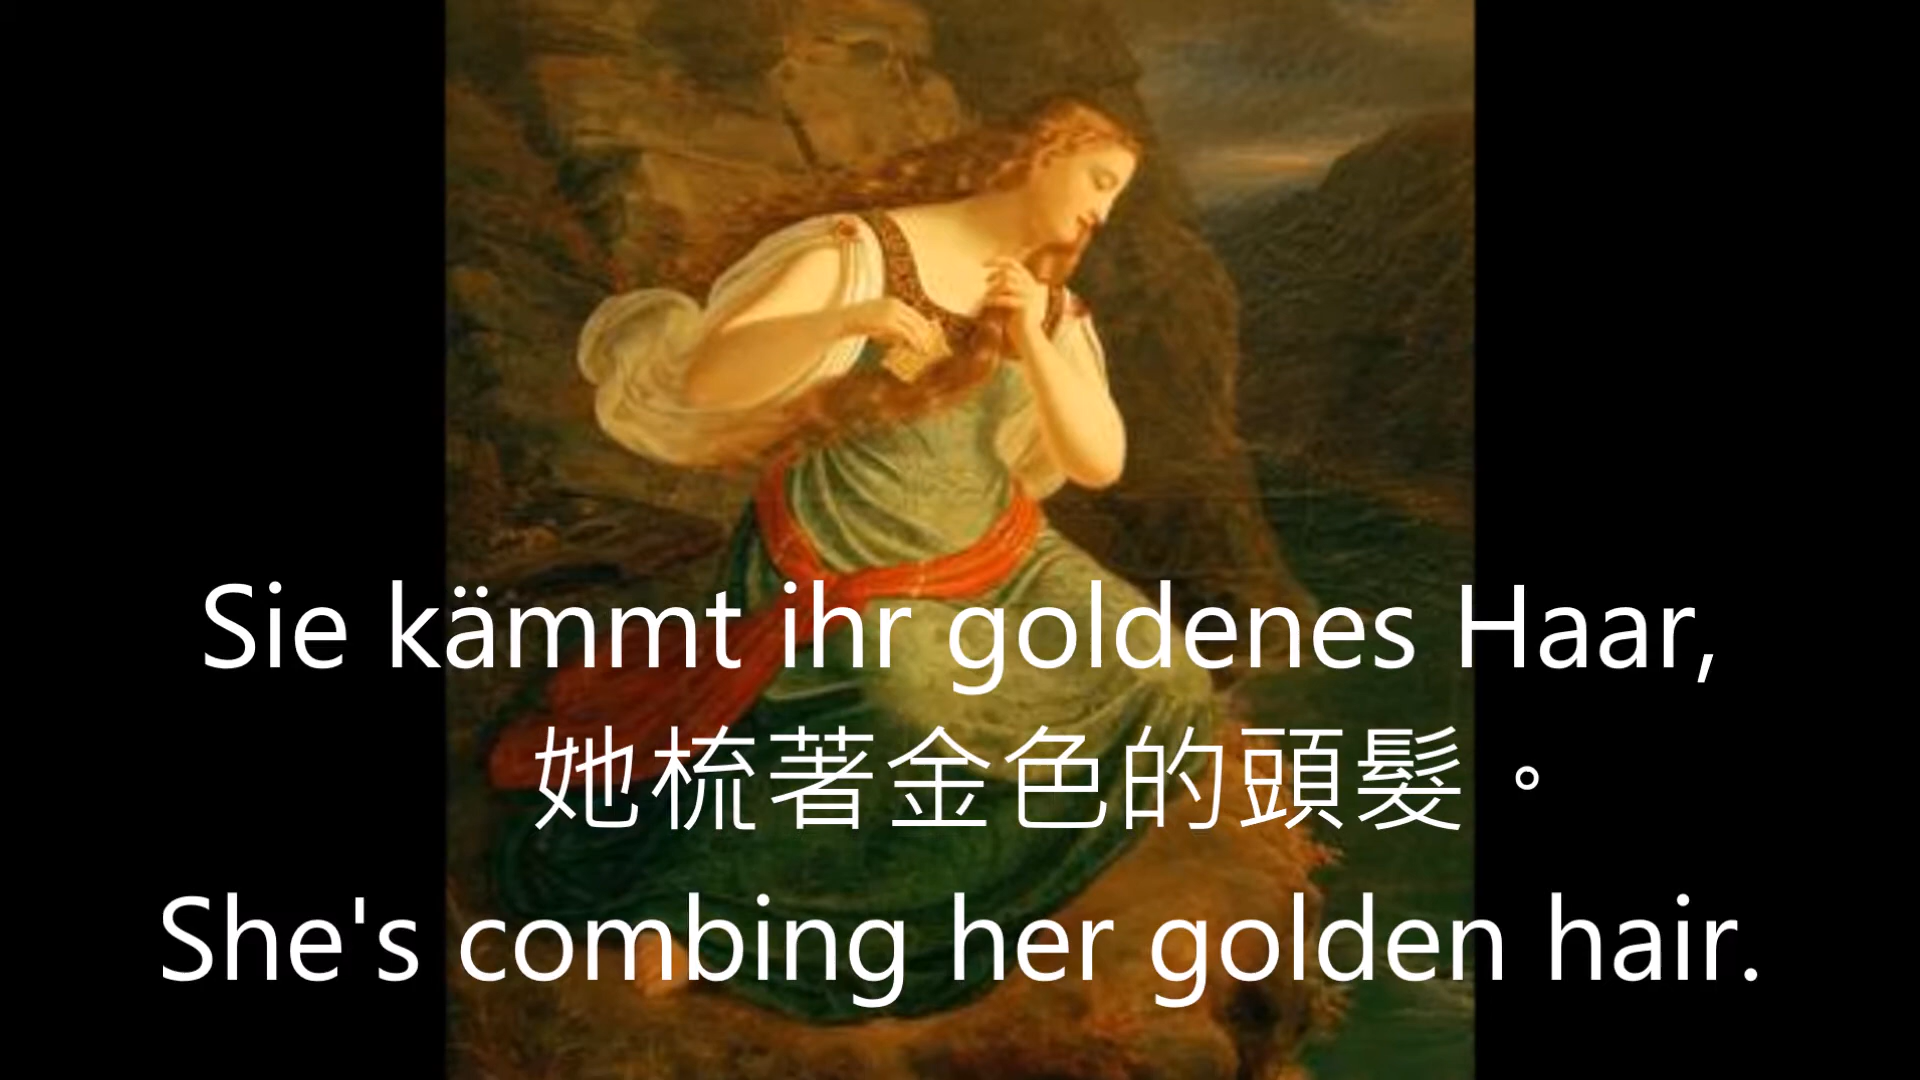 Sie kämmt ihr goldenes Haar,
她梳著金色的頭髮。
She's combing her golden hair.